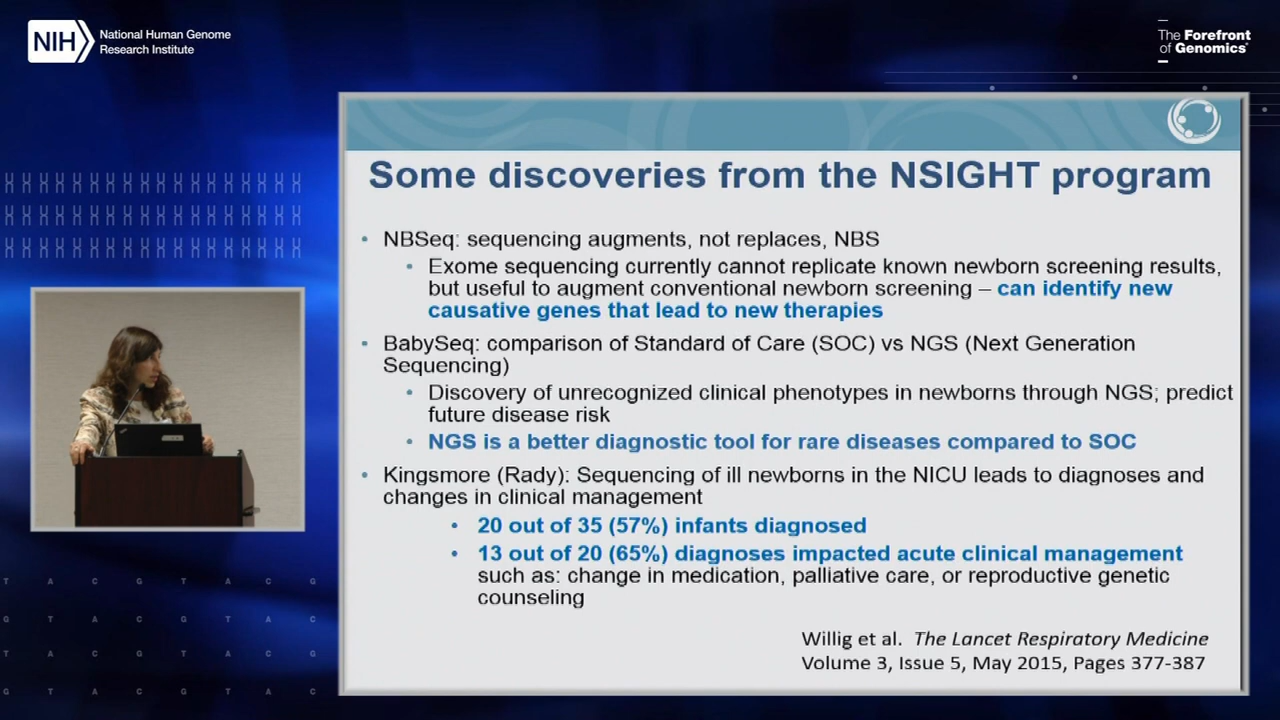 NIH
National Human Genome
Research Institute
The Forefront
of Genomics®
Some discoveries from the NSIGHT program
• NBSeq: sequencing augments, not replaces, NBS
• Exome sequencing currently cannot replicate known newborn screening results,
but useful to augment conventional newborn screening – can identify new
causative genes that lead to new therapies
• BabySeq: comparison of Standard of Care (SOC) vs NGS (Next Generation
Sequencing)
• Discovery of unrecognized clinical phenotypes in newborns through NGS; predict
future disease risk
• NGS is a better diagnostic tool for rare diseases compared to SOC
• Kingsmore (Rady): Sequencing of ill newborns in the NICU leads to diagnoses and
changes in clinical management
• 20 out of 35 (57%) infants diagnosed
• 13 out of 20 (65%) diagnoses impacted acute clinical management
such as: change in medication, palliative care, or reproductive genetic
counseling
Willig et al. The Lancet Respiratory Medicine
Volume 3, Issue 5, May 2015, Pages 377-387
T A C G T A C G
G T A C G T A C
T A C G T A C G
G T A C G T A C